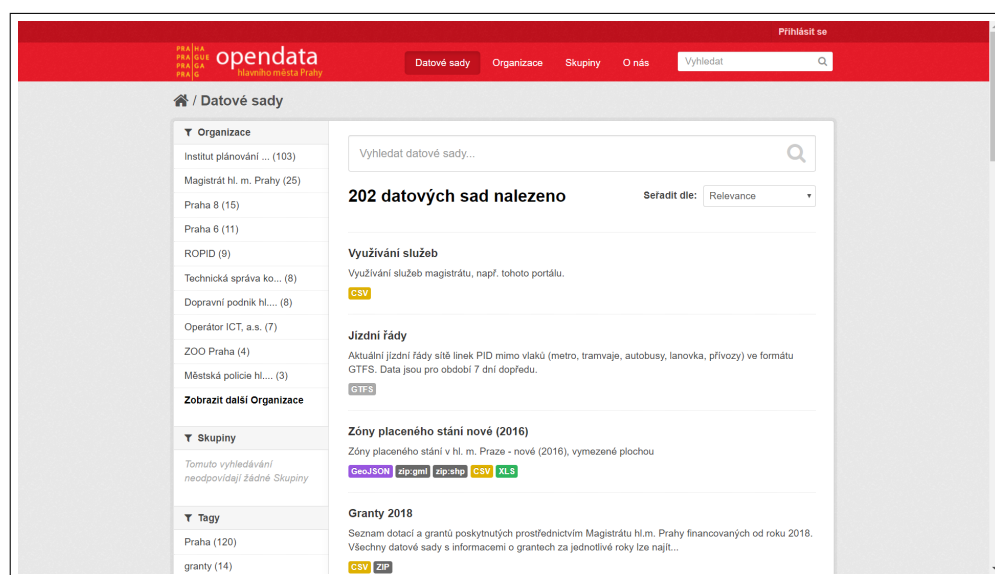 Přihlásit se
PRA|HA
PRA|GUE
PRA|GA
PRA|G
opendata
hlavního města Prahy
Datové sady Organizace Skupiny O nás Vyhledat
/ Datové sady
Organizace
Institut plánování ... (103)
Magistrát hl. m. Prahy (25)
Praha 8 (15)
Praha 6 (11)
ROPID (9)
Technická správa ko... (8)
Dopravní podnik hl.... (8)
Operátor ICT, a.s. (7)
ZOO Praha (4)
Městská policie hl.... (3)
Zobrazit další Organizace
Skupiny
Tomuto vyhledávání
neodpovídají žádné Skupiny
Tagy
Praha (120)
granty (14)
Vyhledat datové sady...
202 datových sad nalezeno
Seřadit dle: Relevance
Využívání služeb
Využívání služeb magistrátu, např. tohoto portálu.
CSV
Jízdní řády
Aktuální jízdní řády sítě linek PID mimo vlaků (metro, tramvaje, autobusy, lanovka, přívozy) ve formátu
GTFS. Data jsou pro období 7 dní dopředu.
GTFS
Zóny placeného stání nové (2016)
Zóny placeného stání v hl. m. Praze - nové (2016), vymezené plochou
GeoJSON zip:gml zip:shp CSV XLS
Granty 2018
Seznam dotací a grantů poskytnutých prostřednictvím Magistrátu hl.m. Prahy financovaných od roku 2018.
Všechny datové sady s informacemi o grantech za jednotlivé roky lze najít...
CSV ZIP